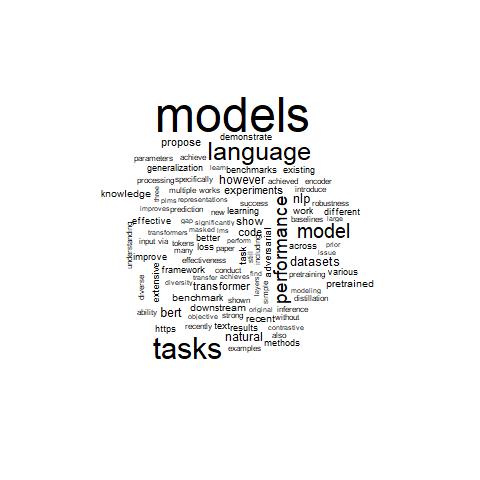 models
propose
demonstrate
parameters achieve language
generalization learn benchmarks existing
processing specifically however achieved encoder
knowledge three plms multiple works experiments introduce
representations success nlp robustness
improves prediction new learning work different
effective gap significantly show baselines large
transformers masked lms code model
input via tokens better perform across prior
understanding many loss paper task still including adversarial performance issue
improve effectiveness datasets
framework conduct find pretraining various
diverse extensive diversity transfer achieves transformer layers simple modeling pretrained
benchmark shown distillation
ability bert downstream original inference
objective strong recent without
https recently text results contrastive
natural also
tasks examples methods